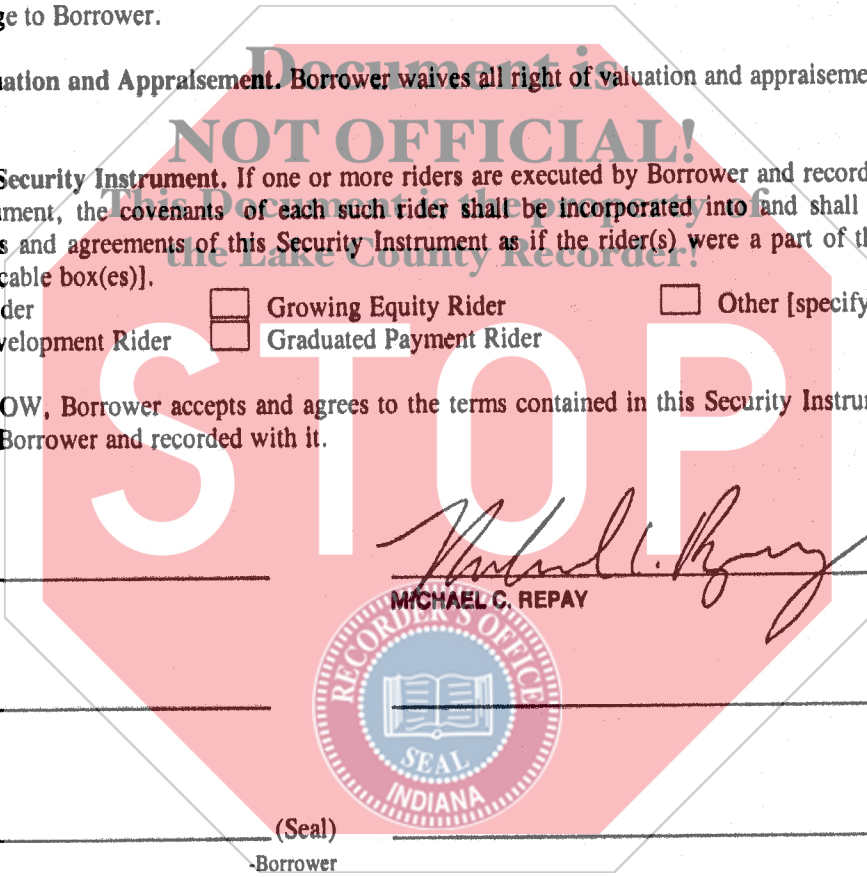 ge to Borrower.
Document is
uation and Appraisement. Borrower waives all right of valuation and appraiseme
NOT OFFICIAL!
Security Instrument. If one or more riders are executed by Borrower and record
This Document is the property of
ument, the covenants of each such rider shall be incorporated into and shall
s and agreements of this Security Instrument as if the rider(s) were a part of th
the Lake County Recorder!
cable box(es)].
der Growing Equity Rider Other [specify
velopment Rider Graduated Payment Rider
STOP
OW, Borrower accepts and agrees to the terms contained in this Security Instrum
Borrower and recorded with it.
Michael C. Repay
MICHAEL C. REPAY
RECORDER'S OFFICE
SEAL
INDIANA
(Seal)
-Borrower